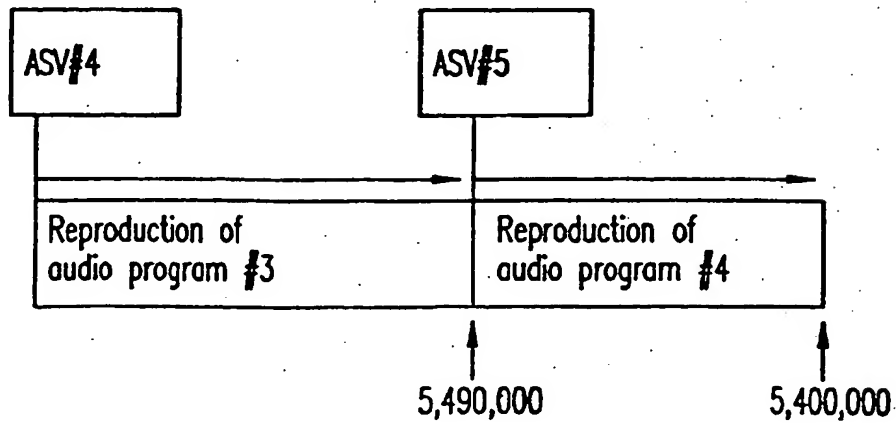 ASV#4
ASV#5
Reproduction of
audio program #3
Reproduction of
audio program #4
5,490,000
5,400,000